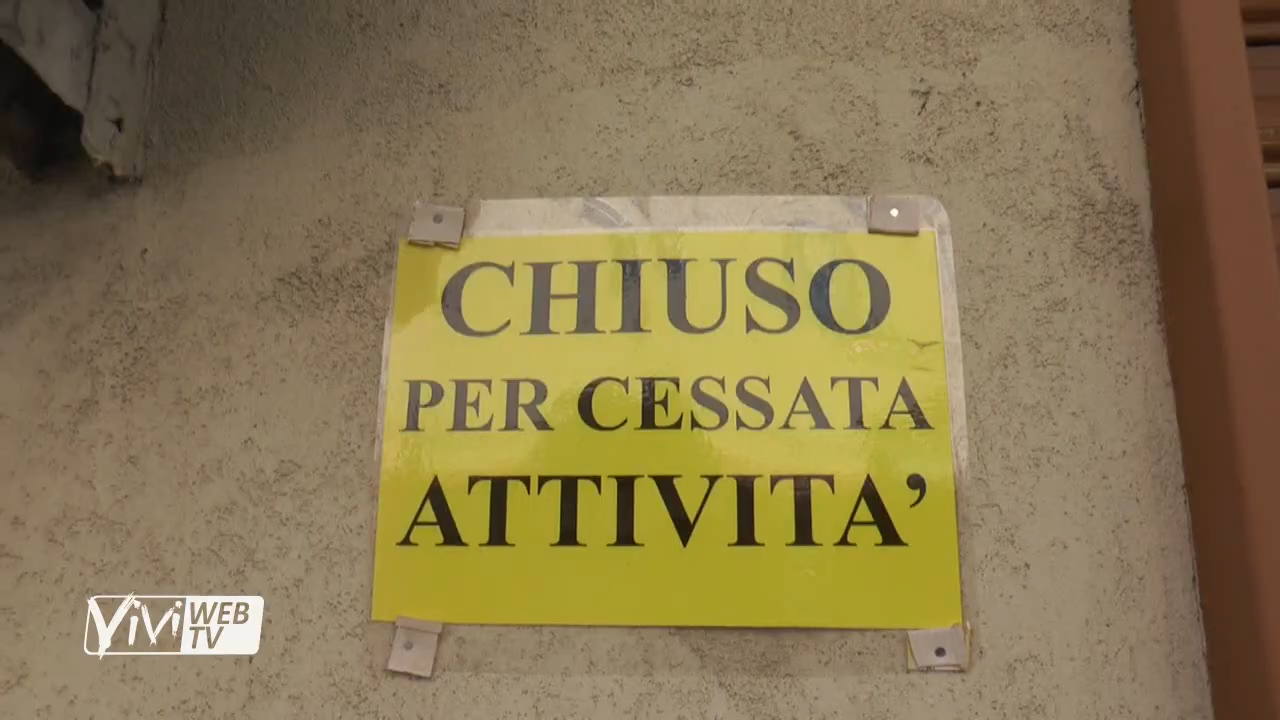 CHIUSO
PER CESSATA
ATTIVITA’
ViVi WEB
TV